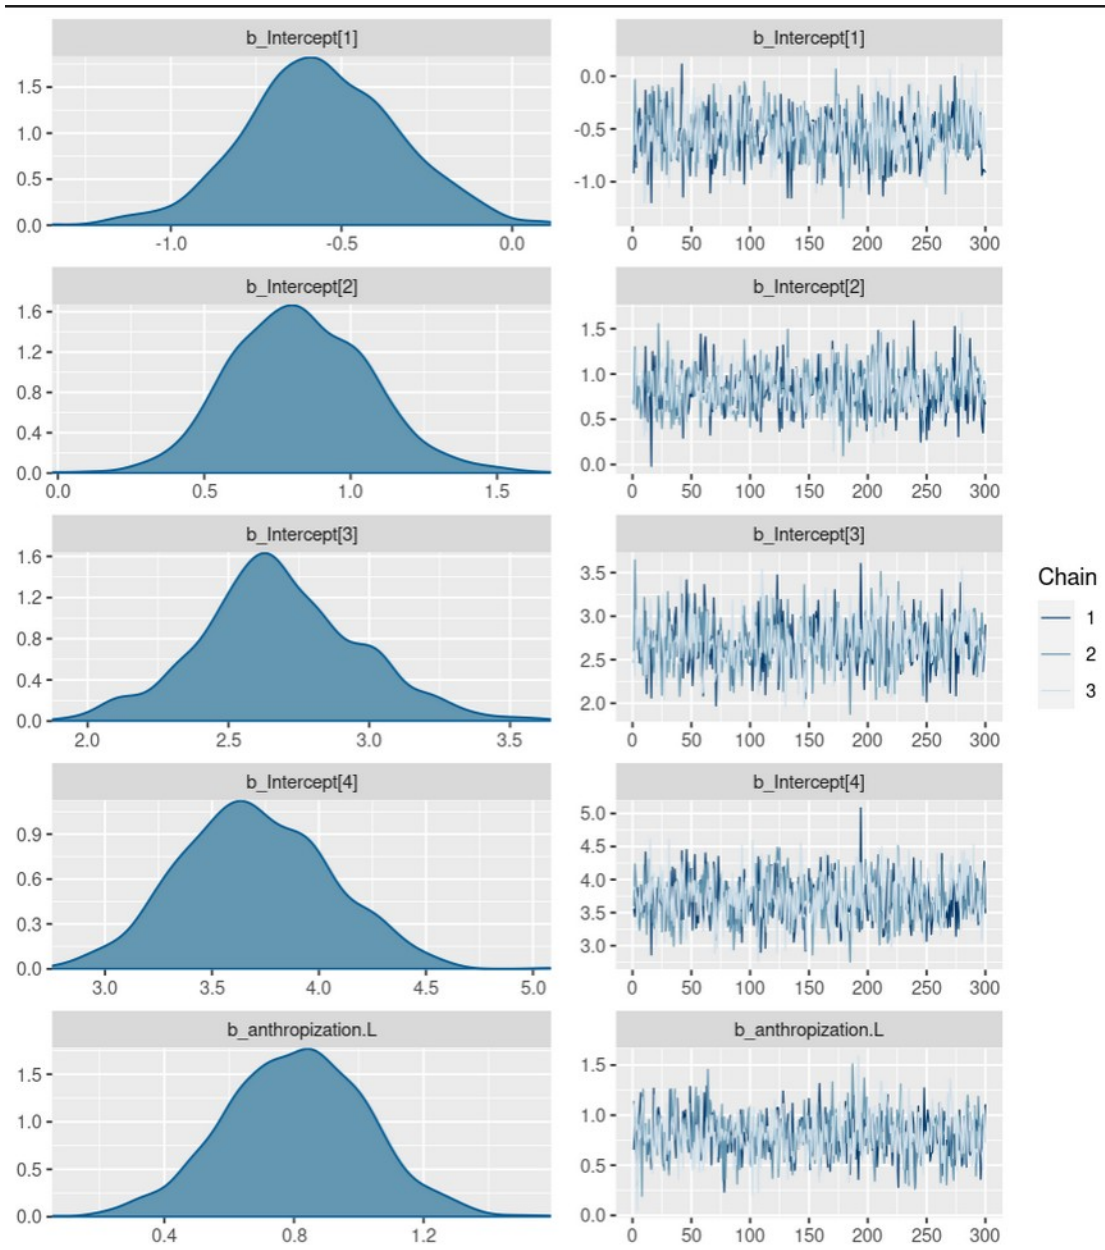 b_Intercept[1]
1.5
1.0
0.5
0.0
-1.0 -0.5 0.0
b_Intercept[1]
0.0
-0.5
-1.0
0 50 100 150 200 250 300
b_Intercept[2]
1.6
1.2
0.8
0.4
0.0
0.0 0.5 1.0 1.5
b_Intercept[2]
1.5
1.0
0.5
0.0
0 50 100 150 200 250 300
b_Intercept[3]
1.6
1.2
0.8
0.4
0.0
2.0 2.5 3.0 3.5
b_Intercept[3]
3.5
3.0
2.5
2.0
0 50 100 150 200 250 300
Chain
1
2
3
b_Intercept[4]
0.9
0.6
0.3
0.0
3.0 3.5 4.0 4.5 5.0
b_Intercept[4]
5.0
4.5
4.0
3.5
3.0
0 50 100 150 200 250 300
b_anthropization.L
1.5
1.0
0.5
0.0
0.4 0.8 1.2
b_anthropization.L
1.5
1.0
0.5
0.0
0 50 100 150 200 250 300